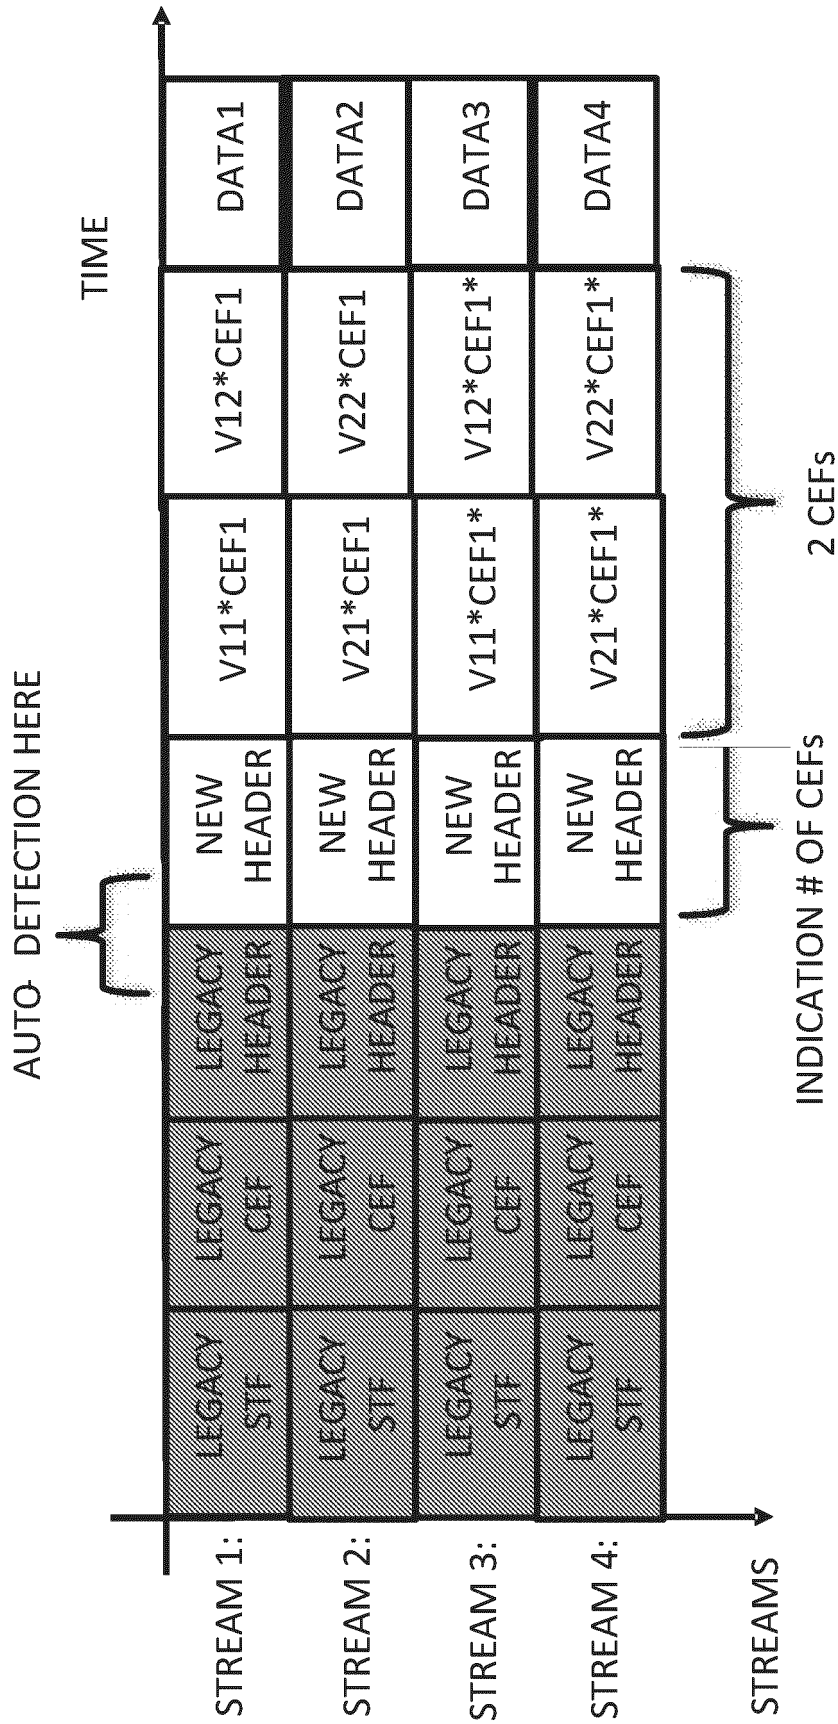 AUTO- DETECTION HERE
TIME
STREAM 1:
LEGACY
STF
LEGACY
CEF
LEGACY
HEADER
NEW
HEADER
V11*CEF1
V12*CEF1
DATA1
STREAM 2:
LEGACY
STF
LEGACY
CEF
LEGACY
HEADER
NEW
HEADER
V21*CEF1
V22*CEF1
DATA2
STREAM 3:
LEGACY
STF
LEGACY
CEF
LEGACY
HEADER
NEW
HEADER
V11*CEF1*
V12*CEF1*
DATA3
STREAM 4:
LEGACY
STF
LEGACY
CEF
LEGACY
HEADER
NEW
HEADER
V21*CEF1*
V22*CEF1*
DATA4
STREAMS
INDICATION # OF CEFs
2 CEFs